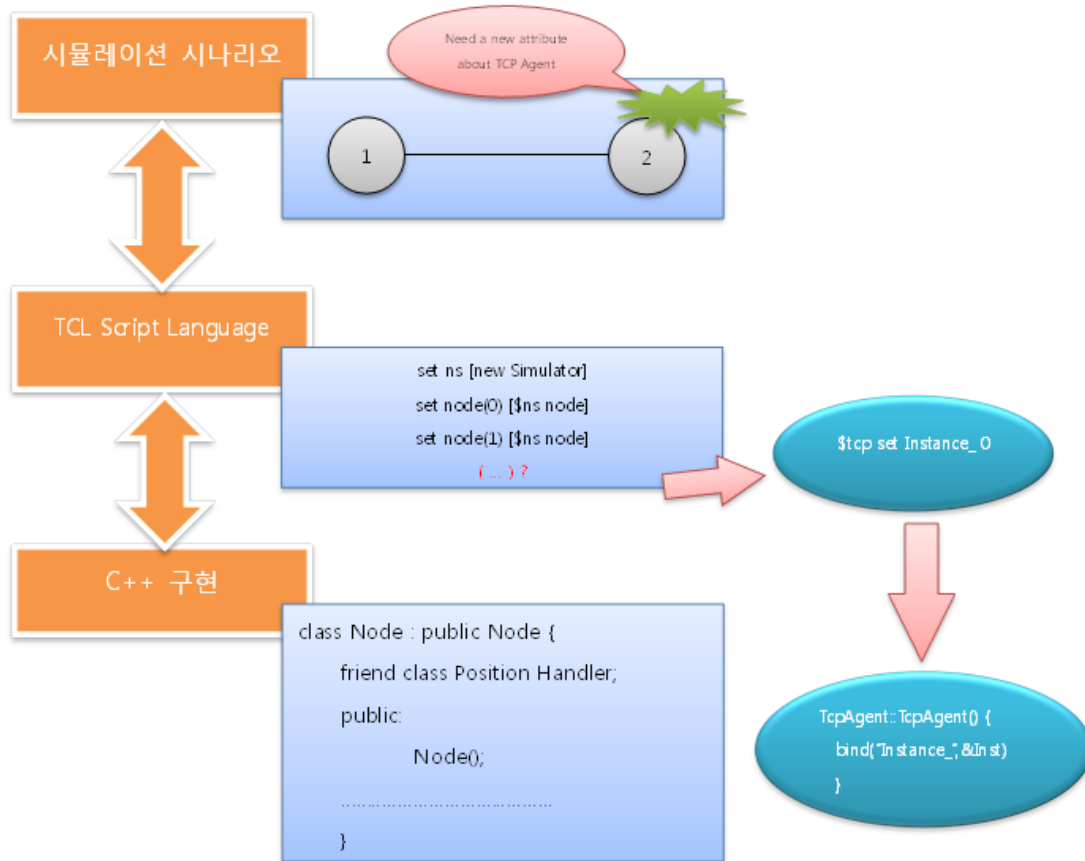 시뮬레이션 시나리오
Need a new attribute
about TCP Agent
1
2
TCL Script Language
set ns [new Simulator]
set node(0) [$ns node]
set node(1) [$ns node]
( ... ) ?
$tcp set Instance_ 0
C++ 구현
class Node : public Node {
friend class Position Handler;
public:
Node();
..........................................
}
TcpAgent::TcpAgent() {
bind("Instance_",&Inst)
}